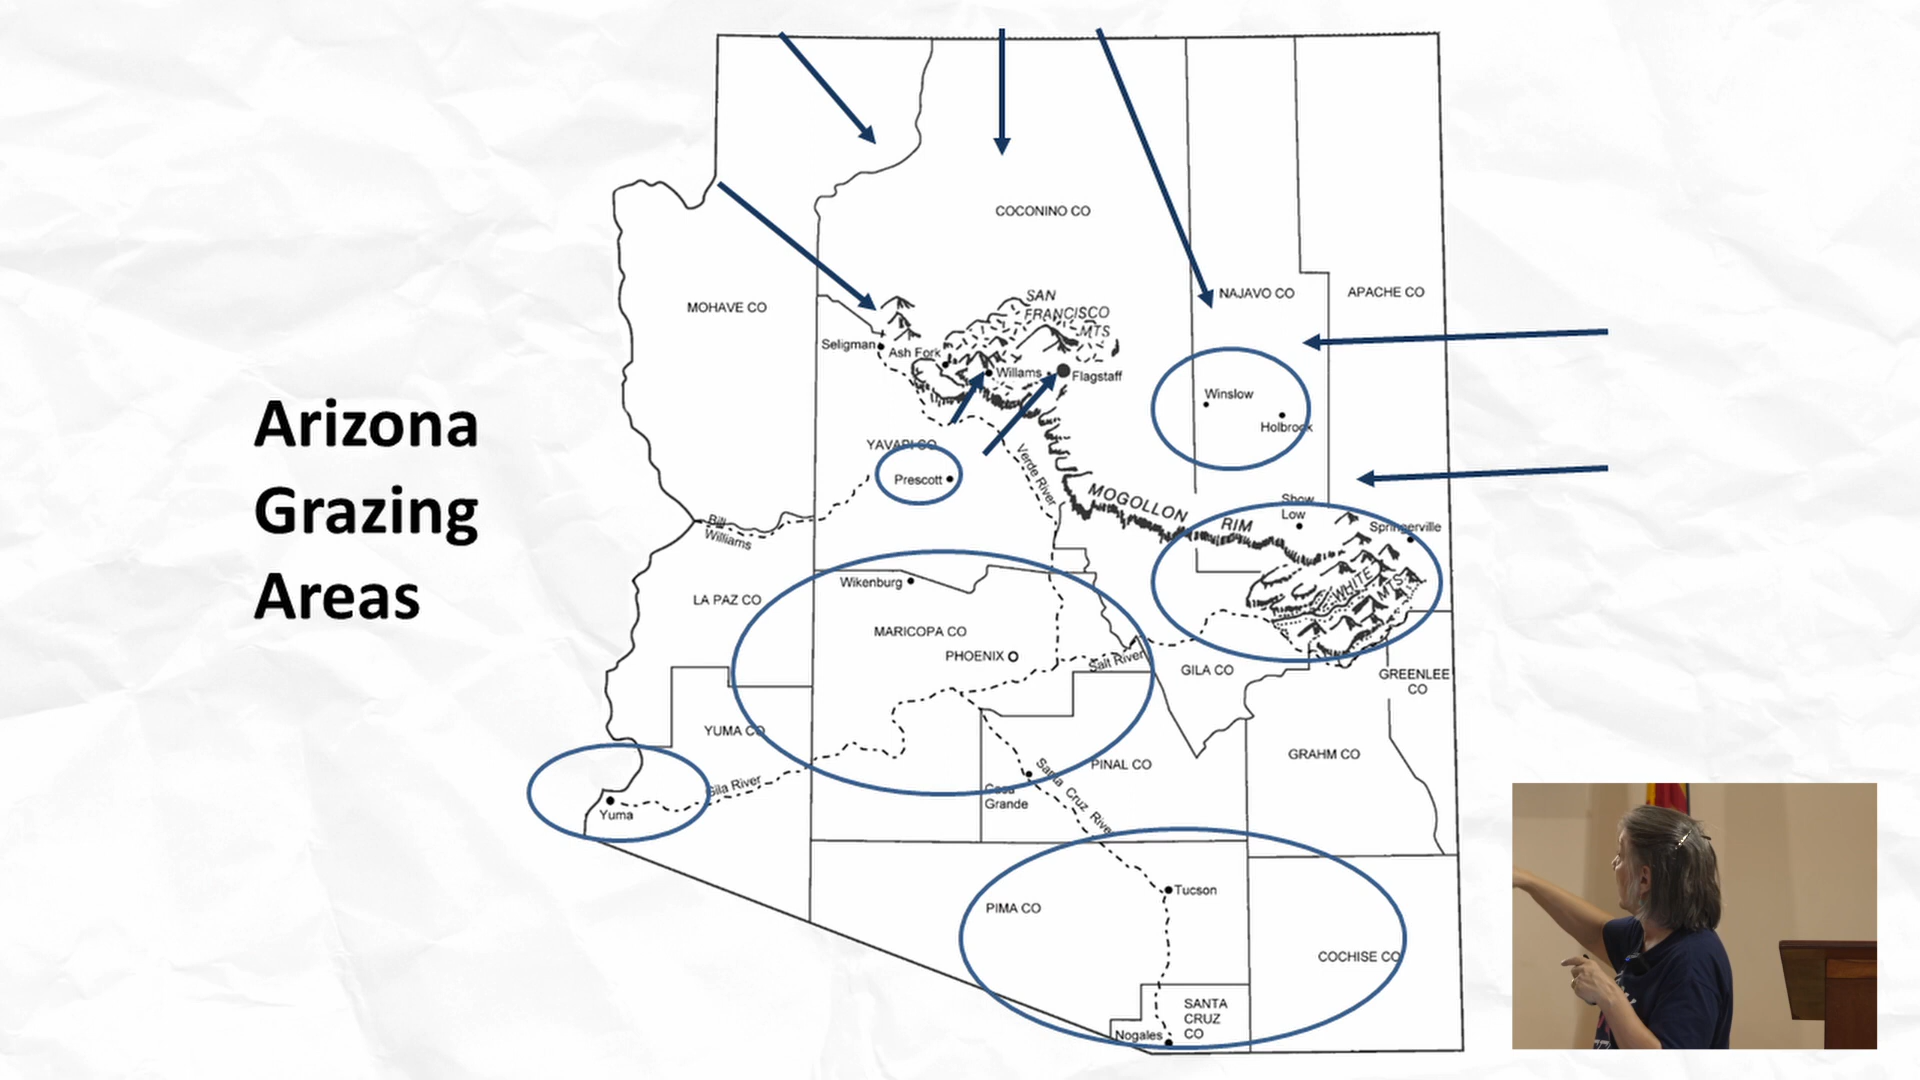 Arizona
Grazing
Areas
COCONINO CO
MOHAVE CO
NAJAVO CO
APACHE CO
SAN
FRANCISCO
MTS
Seligman
Ash Fork
Willams
Flagstaff
Winslow
Holbrook
YAVAPI CO
Prescott
Verde River
MOGOLLON
RIM
Show
Low
Springerville
WHITE
MTS
Bill
Williams
Wikenburg
LA PAZ CO
MARICOPA CO
PHOENIX
Salt River
GILA CO
GREENLEE
CO
YUMA CO
GRAHM CO
PINAL CO
Gila River
Casa
Grande
Santa Cruz River
Yuma
Tucson
PIMA CO
COCHISE CO
SANTA
CRUZ
CO
Nogales